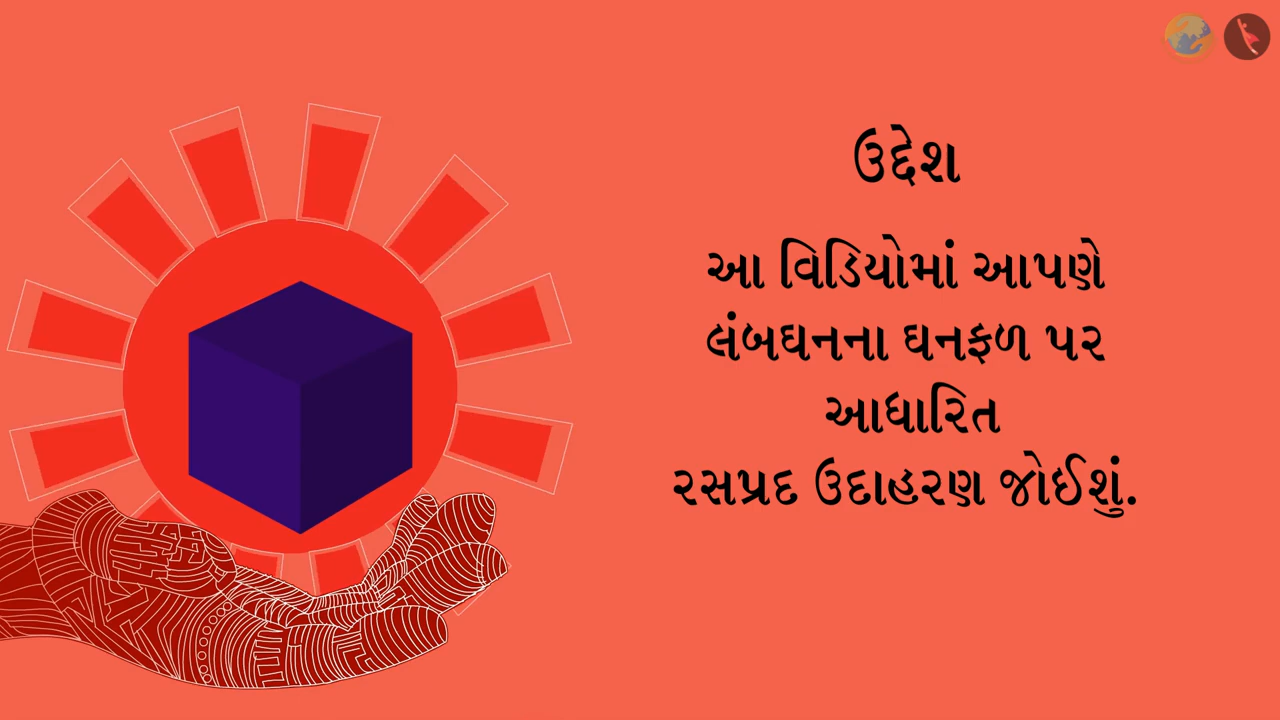 ઉદ્દેશ
આ વિડિયોમાં આપણે
લંબઘનના ઘનફળ પર
આધારિત
રસપ્રદ ઉદાહરણ જોઈશું.